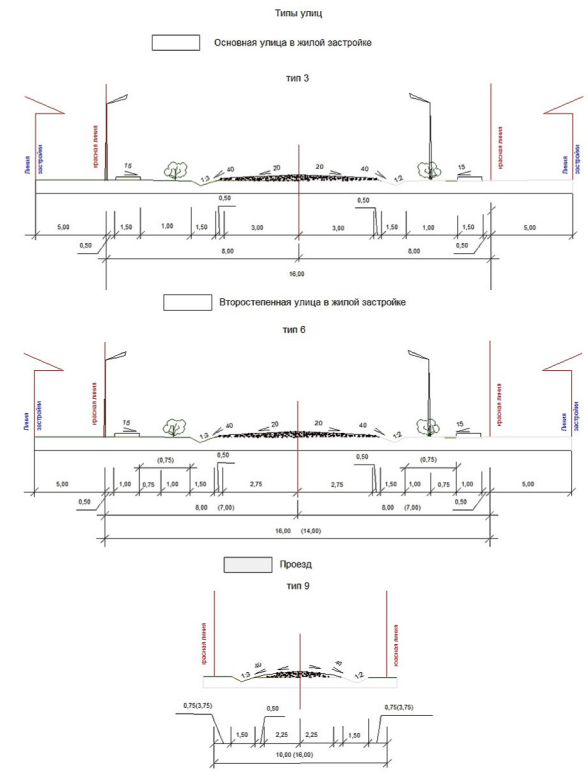 Типы улиц
Основная улица в жилой застройке
тип 3
Линия застройки
красная линия
красная линия
Линия застройки
15 1:3 40 20 20 40 1:2 15
0,50 0,50
5,00 1,50 1,00 1,50 3,00 3,00 1,50 1,00 1,50 5,00
0,50 8,00 8,00 0,50
16,00
Второстепенная улица в жилой застройке
тип 6
Линия застройки
красная линия
красная линия
Линия застройки
15 1:3 40 20 20 40 1:2 15
(0,75) 0,50 0,50 (0,75)
5,00 1,00 0,75 1,00 1,50 2,75 2,75 1,50 1,00 0,75 1,00 5,00
0,50 8,00 (7,00) 8,00 (7,00) 0,50
16,00 (14,00)
Проезд
тип 9
красная линия
красная линия
1:3 40 1:2
0,75(3,75) 0,50 0,75(3,75)
1,50 2,25 2,25 1,50
10,00 (16,00)